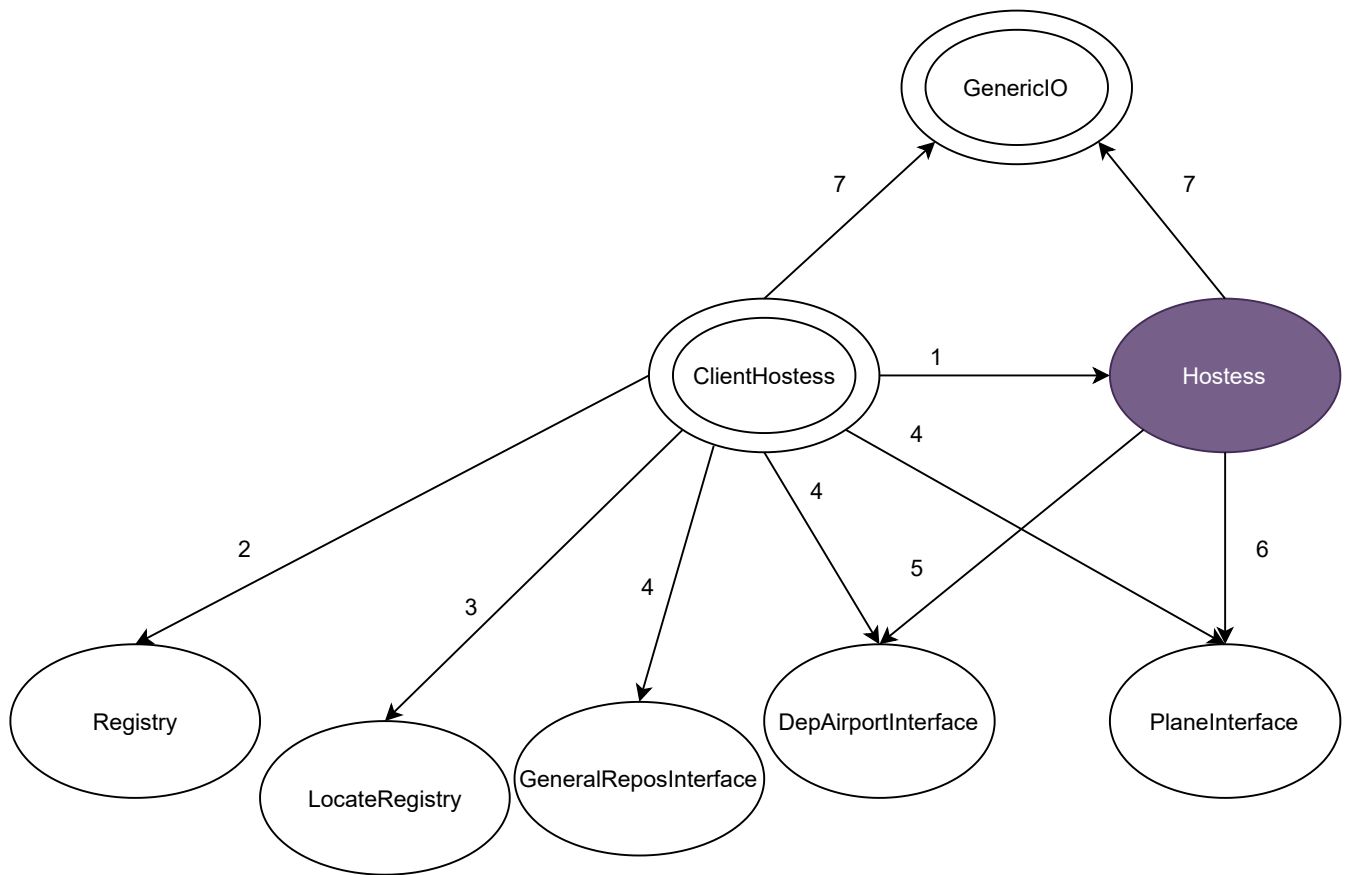 GenericIO
7
7
ClientHostess
1
Hostess
4
4
2
5
6
4
3
Registry
DepAirportInterface
PlaneInterface
GeneralReposInterface
LocateRegistry